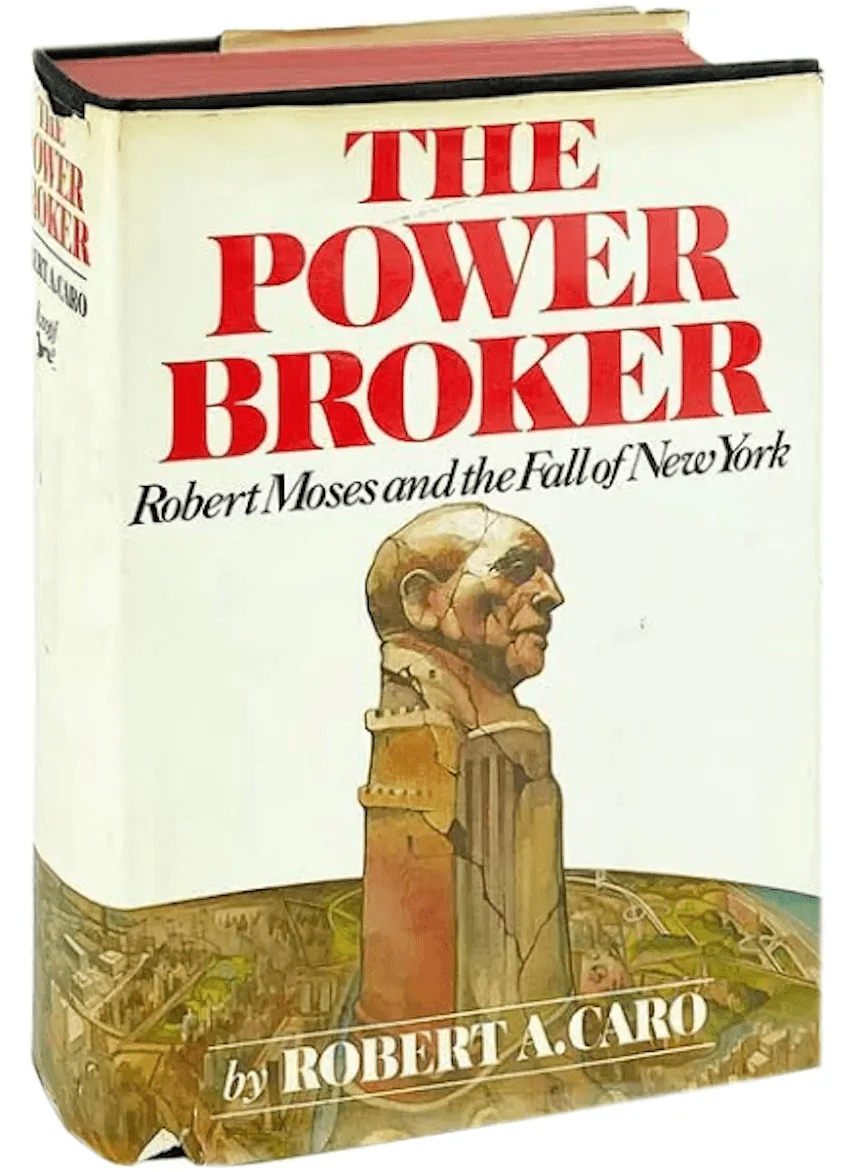 THE
POWER
BROKER
Robert Moses and the Fall of New York
by ROBERT A. CARO
THE
POWER
BROKER
ROBERT A. CARO
Knopf